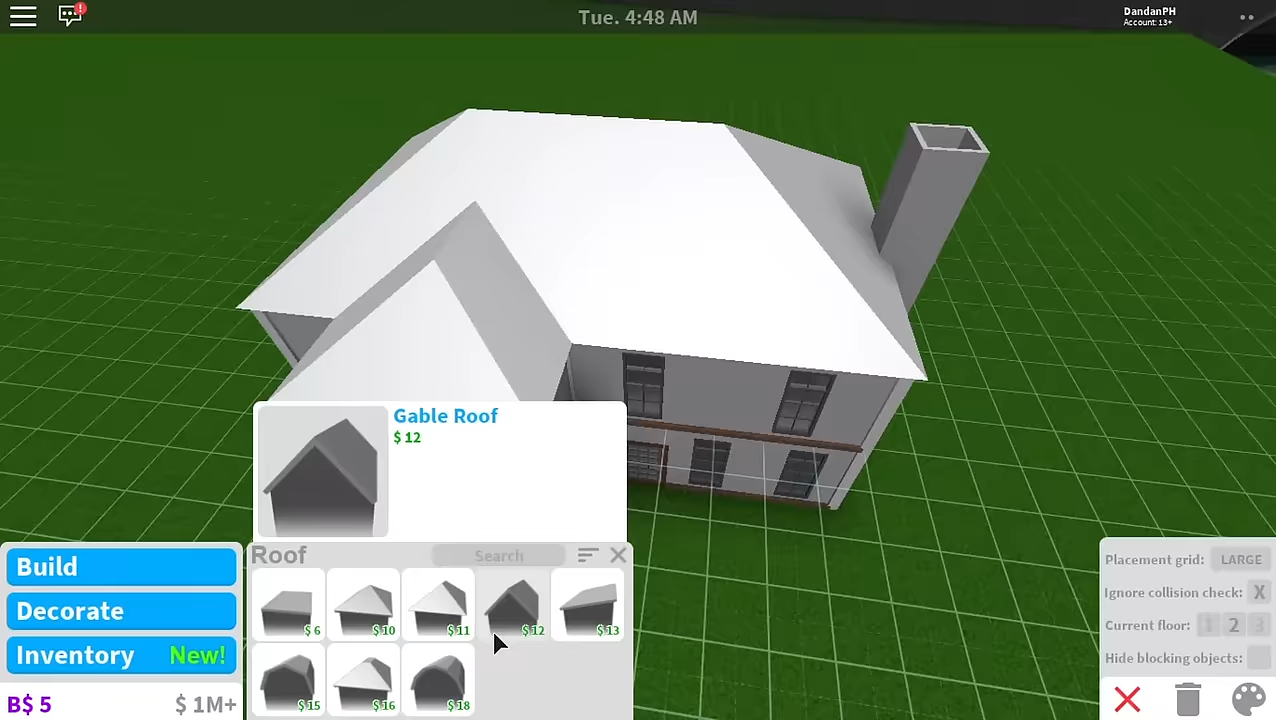 Tue. 4:48 AM
DandanPH
Account: 13+
Gable Roof
$ 12
Roof
Search
$ 6
$ 10
$ 11
$ 12
$ 13
$ 15
$ 16
$ 18
Build
Decorate
Inventory New!
B$ 5 $ 1M+
Placement grid: LARGE
Ignore collision check: X
Current floor: 1 2 3
Hide blocking objects: